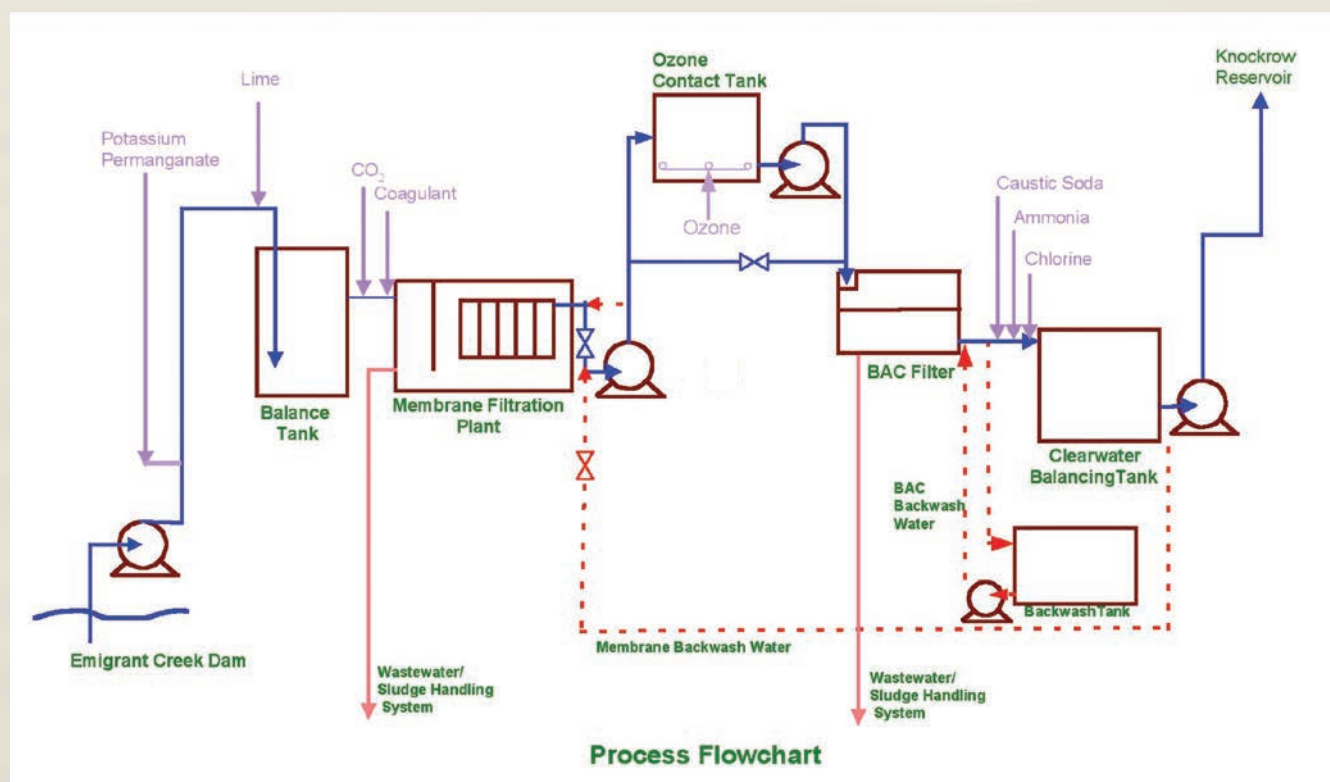 Ozone
Contact Tank
Knockrow
Reservoir
Lime
Potassium
Permanganate
CO₂
Coagulant
Caustic Soda
Ammonia
Chlorine
Ozone
Balance
Tank
Membrane Filtration
Plant
BAC Filter
Clearwater
BalancingTank
BAC
Backwash
Water
BackwashTank
Emigrant Creek Dam
Membrane Backwash Water
Wastewater/
Sludge Handling
System
Wastewater/
Sludge Handling
System
Process Flowchart